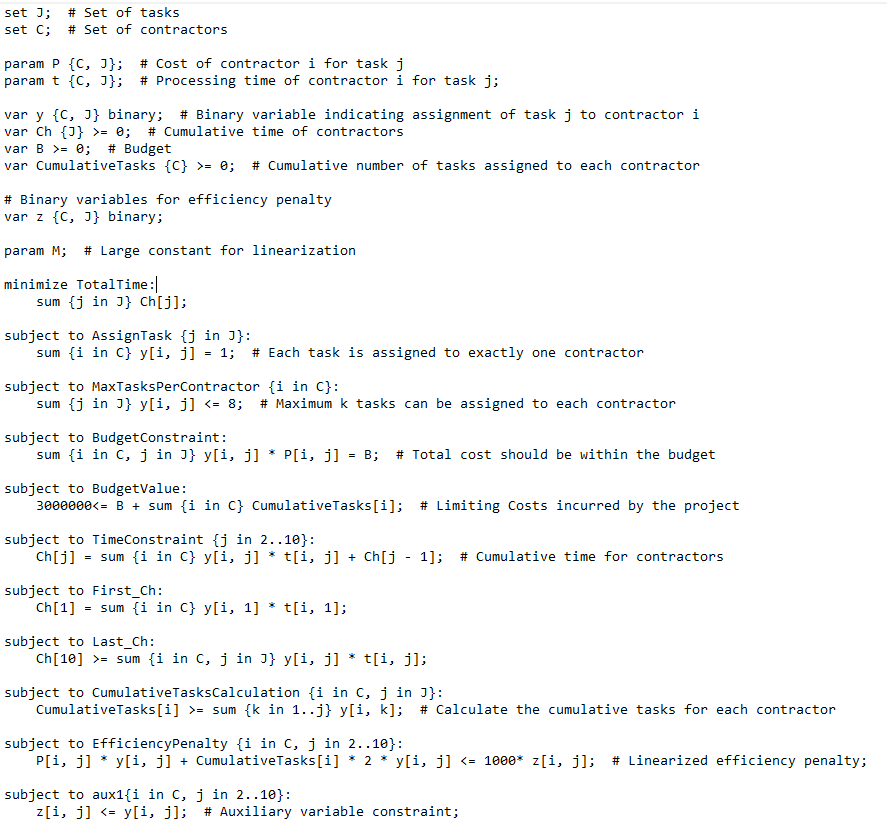 set J;  # Set of tasks
set C;  # Set of contractors
param P {C, J};  # Cost of contractor i for task j
param t {C, J};  # Processing time of contractor i for task j;
var y {C, J} binary;  # Binary variable indicating assignment of task j to contractor i
var Ch {J} >= 0;  # Cumulative time of contractors
var B >= 0;  # Budget
var CumulativeTasks {C} >= 0;  # Cumulative number of tasks assigned to each contractor
# Binary variables for efficiency penalty
var z {C, J} binary;
param M;  # Large constant for linearization
minimize TotalTime:
    sum {j in J} Ch[j];
subject to AssignTask {j in J}:
    sum {i in C} y[i, j] = 1;  # Each task is assigned to exactly one contractor
subject to MaxTasksPerContractor {i in C}:
    sum {j in J} y[i, j] <= 8;  # Maximum k tasks can be assigned to each contractor
subject to BudgetConstraint:
    sum {i in C, j in J} y[i, j] * P[i, j] = B;  # Total cost should be within the budget
subject to BudgetValue:
    3000000<= B + sum {i in C} CumulativeTasks[i];  # Limiting Costs incurred by the project
subject to TimeConstraint {j in 2..10}:
    Ch[j] = sum {i in C} y[i, j] * t[i, j] + Ch[j - 1];  # Cumulative time for contractors
subject to First_Ch:
    Ch[1] = sum {i in C} y[i, 1] * t[i, 1];
subject to Last_Ch:
    Ch[10] >= sum {i in C, j in J} y[i, j] * t[i, j];
subject to CumulativeTasksCalculation {i in C, j in J}:
    CumulativeTasks[i] >= sum {k in 1..j} y[i, k];  # Calculate the cumulative tasks for each contractor
subject to EfficiencyPenalty {i in C, j in 2..10}:
    P[i, j] * y[i, j] + CumulativeTasks[i] * 2 * y[i, j] <= 1000* z[i, j];  # Linearized efficiency penalty;
subject to aux1{i in C, j in 2..10}:
    z[i, j] <= y[i, j];  # Auxiliary variable constraint;